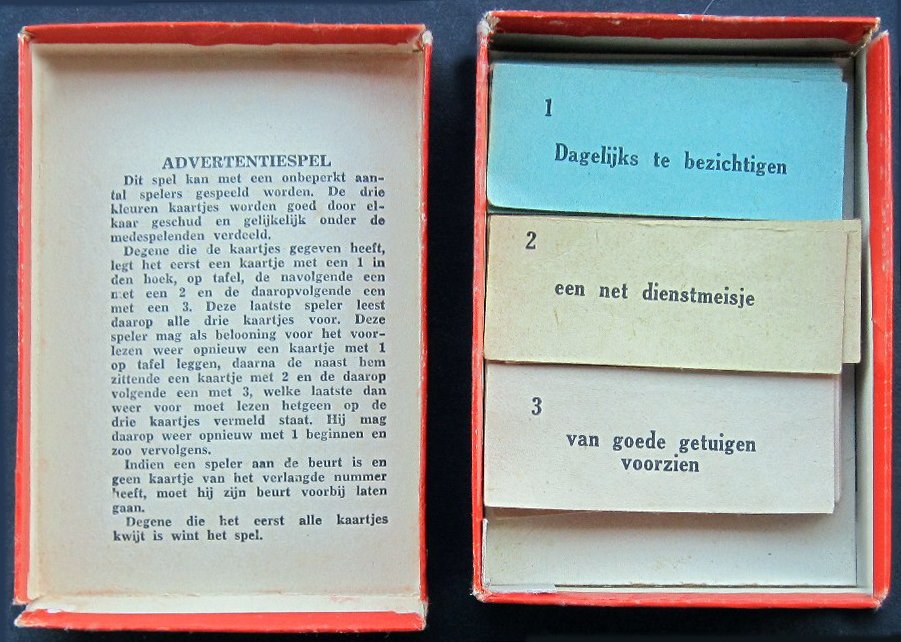 ADVERTENTIESPEL
Dit spel kan met een onbeperkt aan-
tal spelers gespeeld worden. De drie
kleuren kaartjes worden goed door el-
kaar geschud en gelijkelijk onder de
medespelenden verdeeld.
Degene die de kaartjes gegeven heeft,
legt het eerst een kaartje met een 1 in
den hoek, op tafel, de navolgende een
met een 2 en de daaropvolgende een
met een 3. Deze laatste speler leest
daarop alle drie kaartjes voor. Deze
speler mag als belooning voor het voor-
lezen weer opnieuw een kaartje met 1
op tafel leggen, daarna de naast hem
zittende een kaartje met 2 en de daarop
volgende een met 3, welke laatste dan
weer voor moet lezen hetgeen op de
drie kaartjes vermeld staat. Hij mag
daarop weer opnieuw met 1 beginnen en
zoo vervolgens.
Indien een speler aan de beurt is en
geen kaartje van het verlangde nummer
heeft, moet hij zijn beurt voorbij laten
gaan.
Degene die het eerst alle kaartjes
kwijt is wint het spel.
1
Dagelijks te bezichtigen
2
een net dienstmeisje
3
van goede getuigen
voorzien